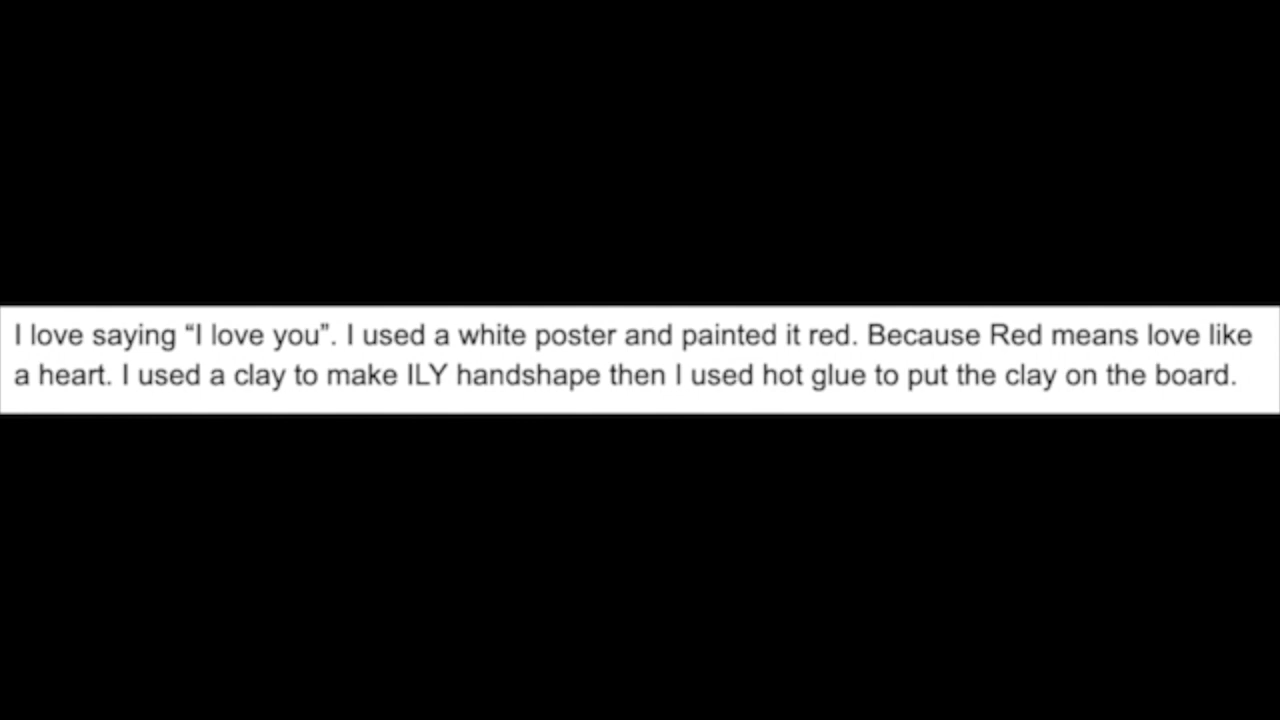 I love saying “I love you”. I used a white poster and painted it red. Because Red means love like
a heart. I used a clay to make ILY handshape then I used hot glue to put the clay on the board.